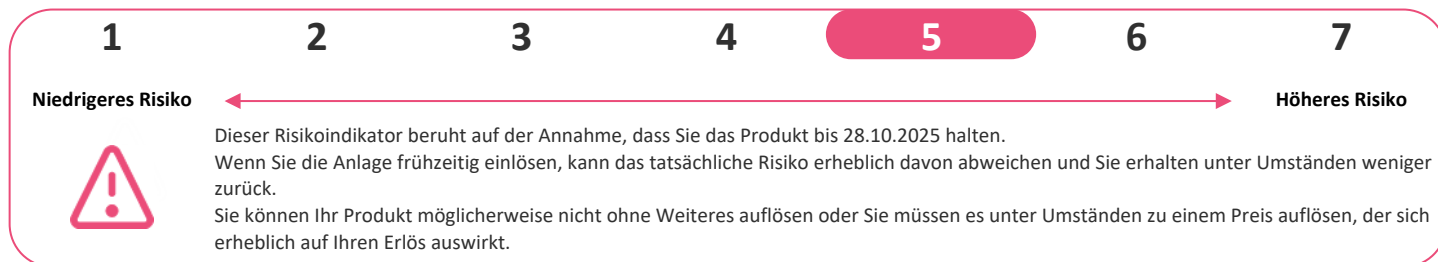 1 2 3 4 5 6 7
Niedrigeres Risiko Höheres Risiko
Dieser Risikoindikator beruht auf der Annahme, dass Sie das Produkt bis 28.10.2025 halten.
Wenn Sie die Anlage frühzeitig einlösen, kann das tatsächliche Risiko erheblich davon abweichen und Sie erhalten unter Umständen weniger
zurück.
Sie können Ihr Produkt möglicherweise nicht ohne Weiteres auflösen oder Sie müssen es unter Umständen zu einem Preis auflösen, der sich
erheblich auf Ihren Erlös auswirkt.